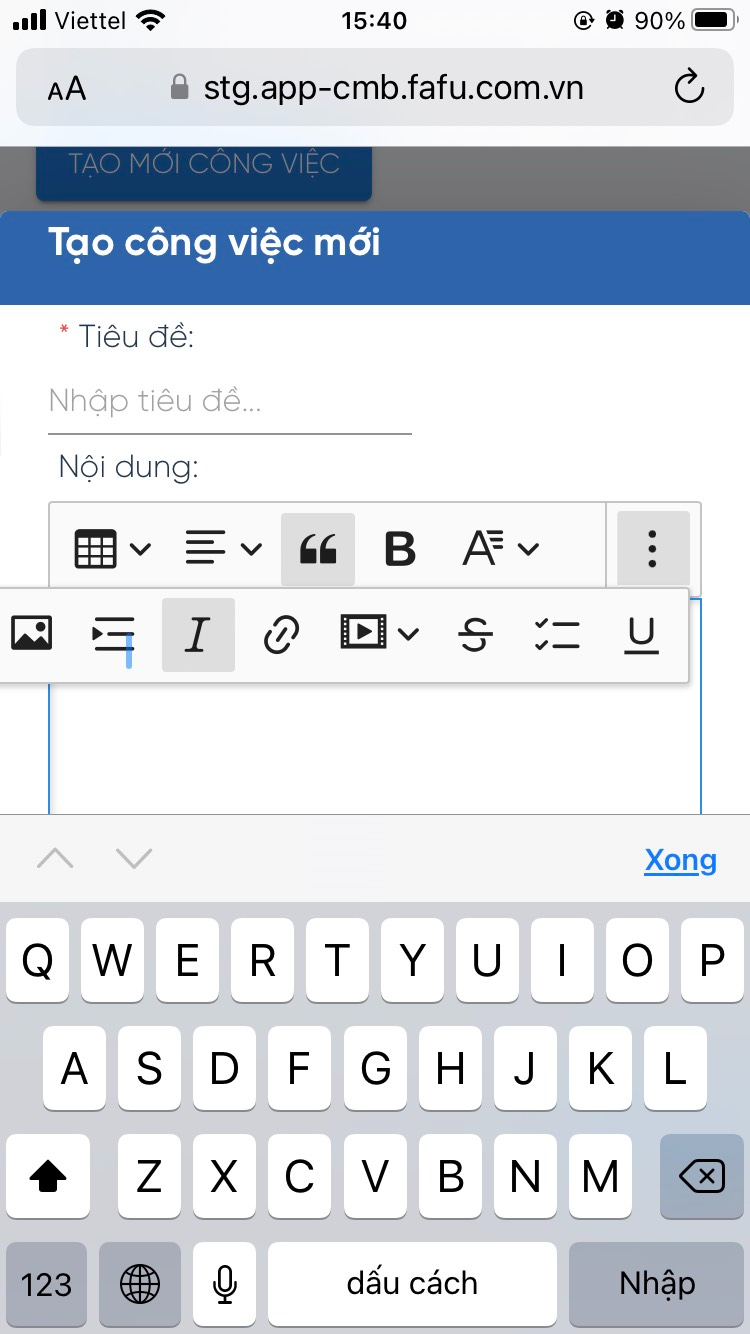 Viettel 15:40 90%
AA stg.app-cmb.fafu.com.vn
TẠO MỚI CÔNG VIỆC
Tạo công việc mới
* Tiêu đề:
Nhập tiêu đề...
Nội dung:
B A
I S U
Xong
Q W E R T Y U I O P
A S D F G H J K L
Z X C V B N M
123 dấu cách Nhập